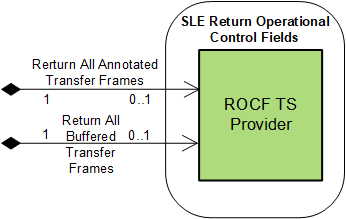 SLE Return Operational
Control Fields
Rerturn All Annotated
Transfer Frames
1 0..1
ROCF TS
Provider
Return All
1 Buffered 0..1
Transfer
Frames